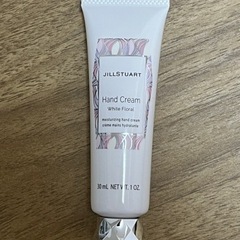 JILLSTUART
Hand Cream
White Floral
moisturizing hand cream
crème mains hydratante
30 mL NET WT. 1 OZ.